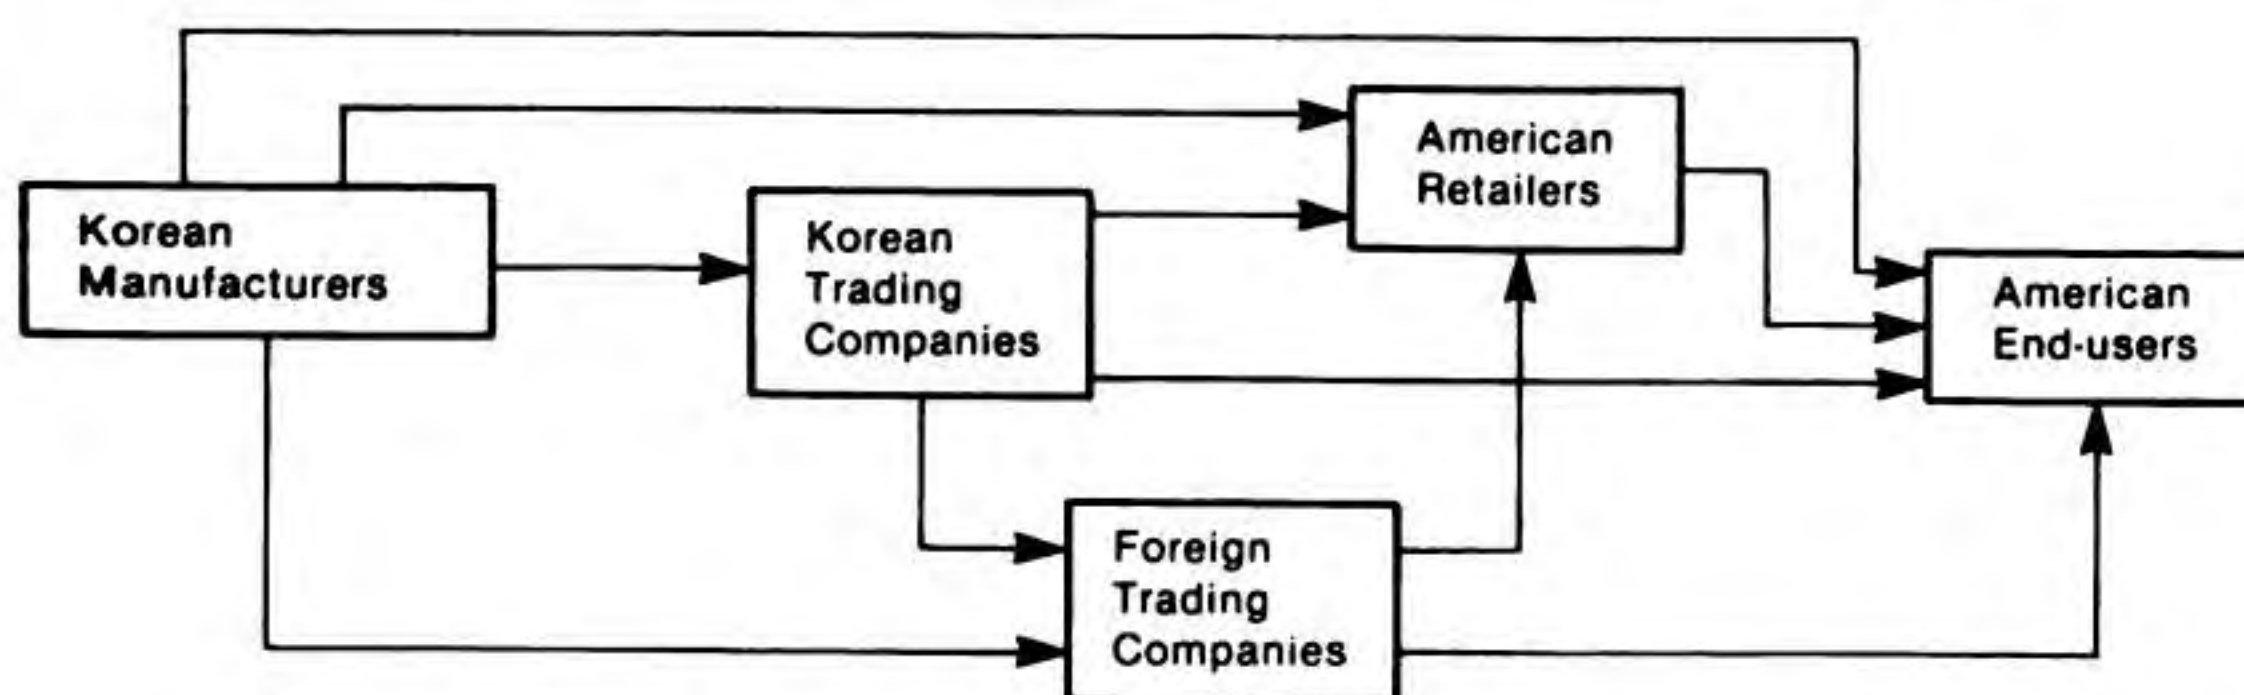 Korean
Manufacturers
Korean
Trading
Companies
American
Retailers
American
End-users
Foreign
Trading
Companies